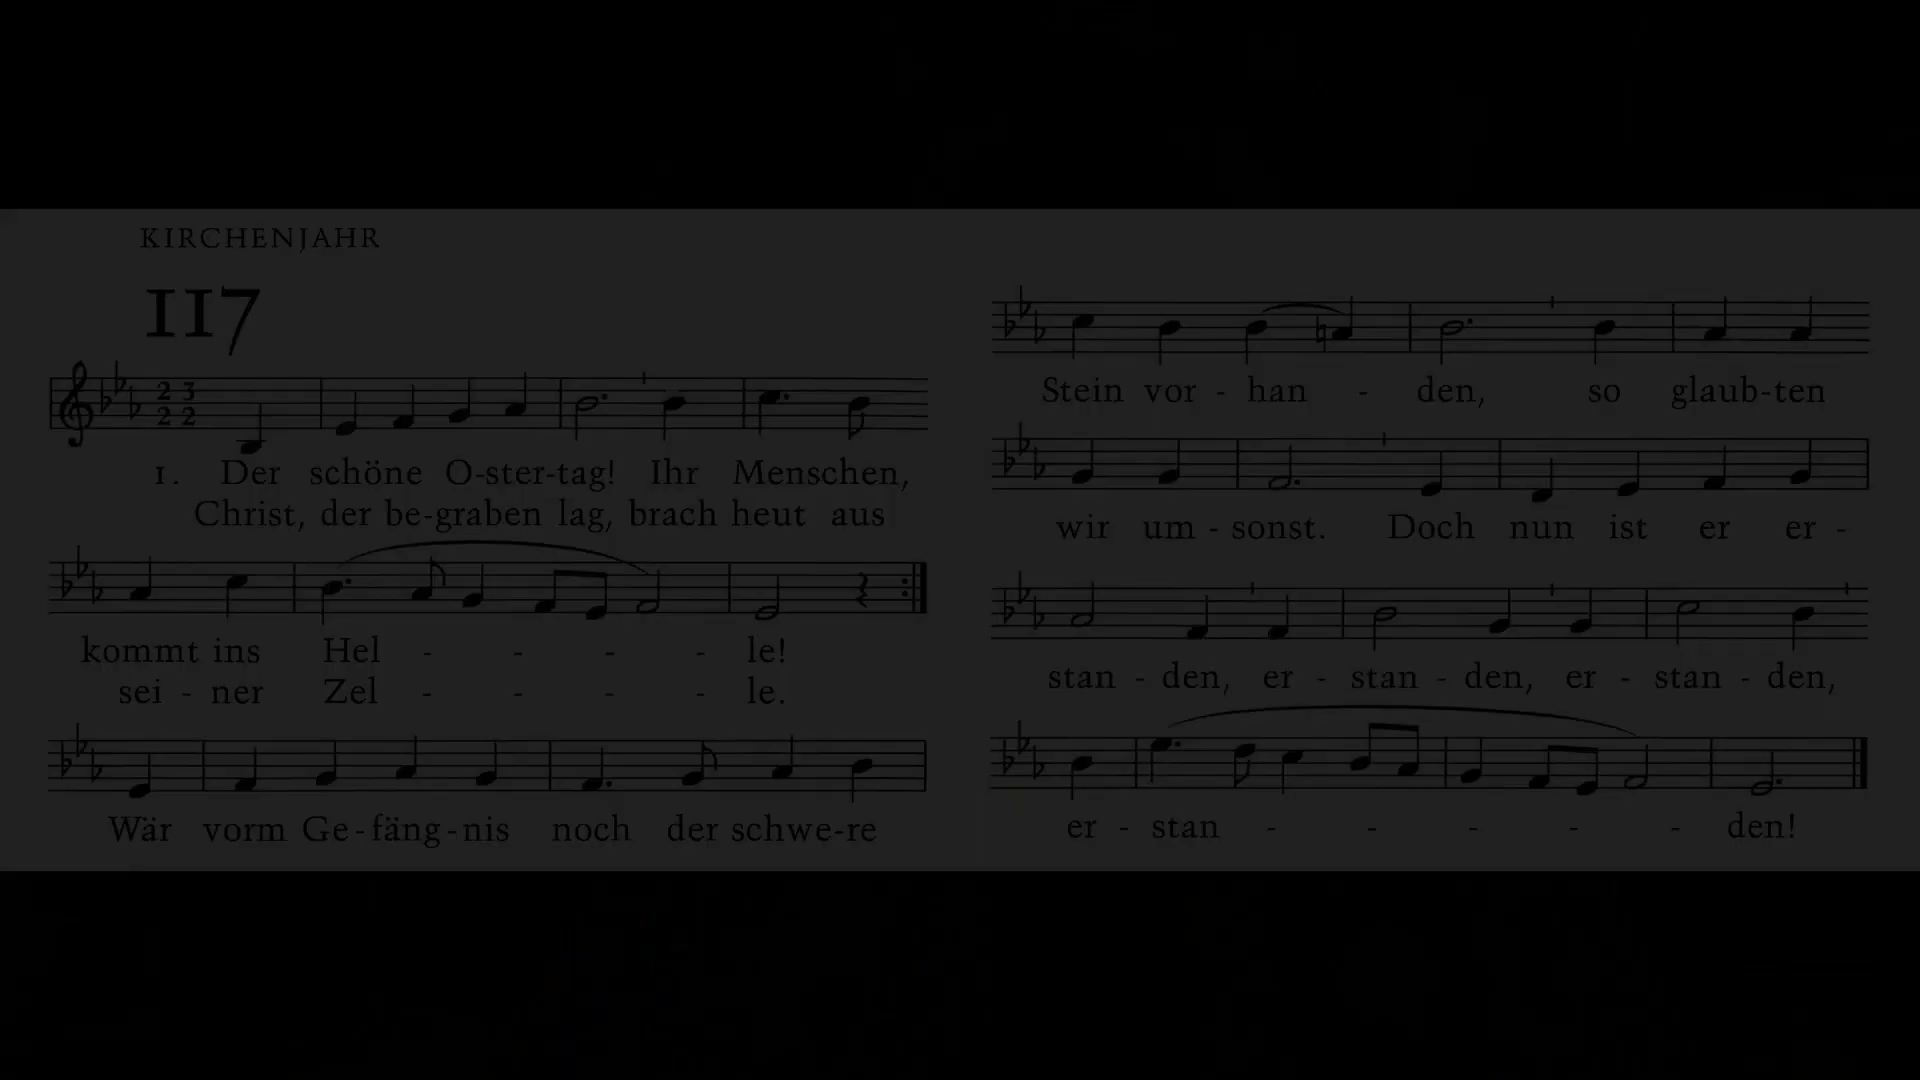 KIRCHENJAHR
117
1. Der schöne O-ster-tag! Ihr Menschen,
Christ, der be-graben lag, brach heut aus
kommt ins Hel - - - - le!
sei - ner Zel - - - - le.
Wär vorm Ge-fäng-nis noch der schwe-re
Stein vor - han - den, so glaub-ten
wir um - sonst. Doch nun ist er er -
stan - den, er - stan - den, er - stan - den,
er - stan - - - - - den!